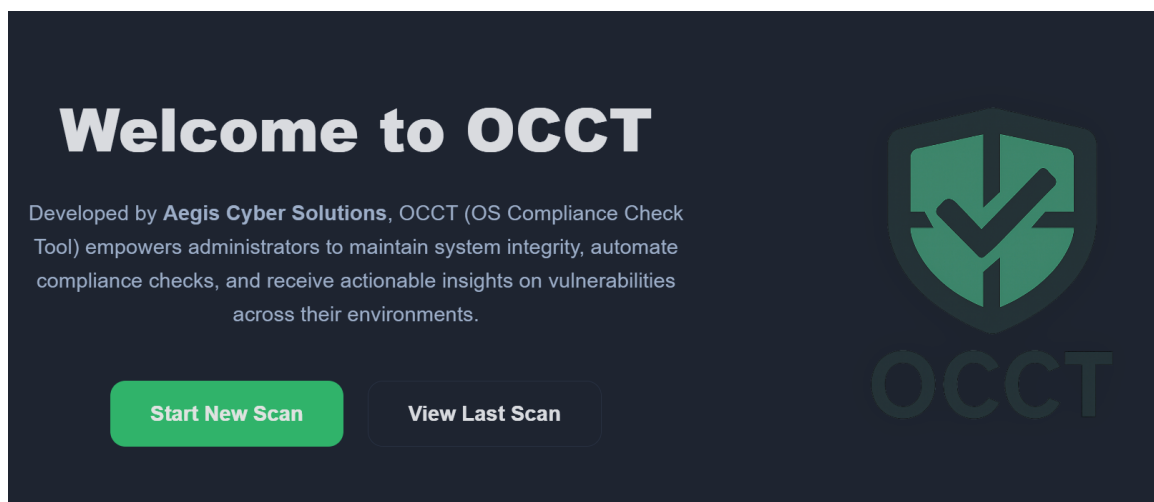 Welcome to OCCT
Developed by Aegis Cyber Solutions, OCCT (OS Compliance Check
Tool) empowers administrators to maintain system integrity, automate
compliance checks, and receive actionable insights on vulnerabilities
across their environments.
Start New Scan
View Last Scan
OCCT